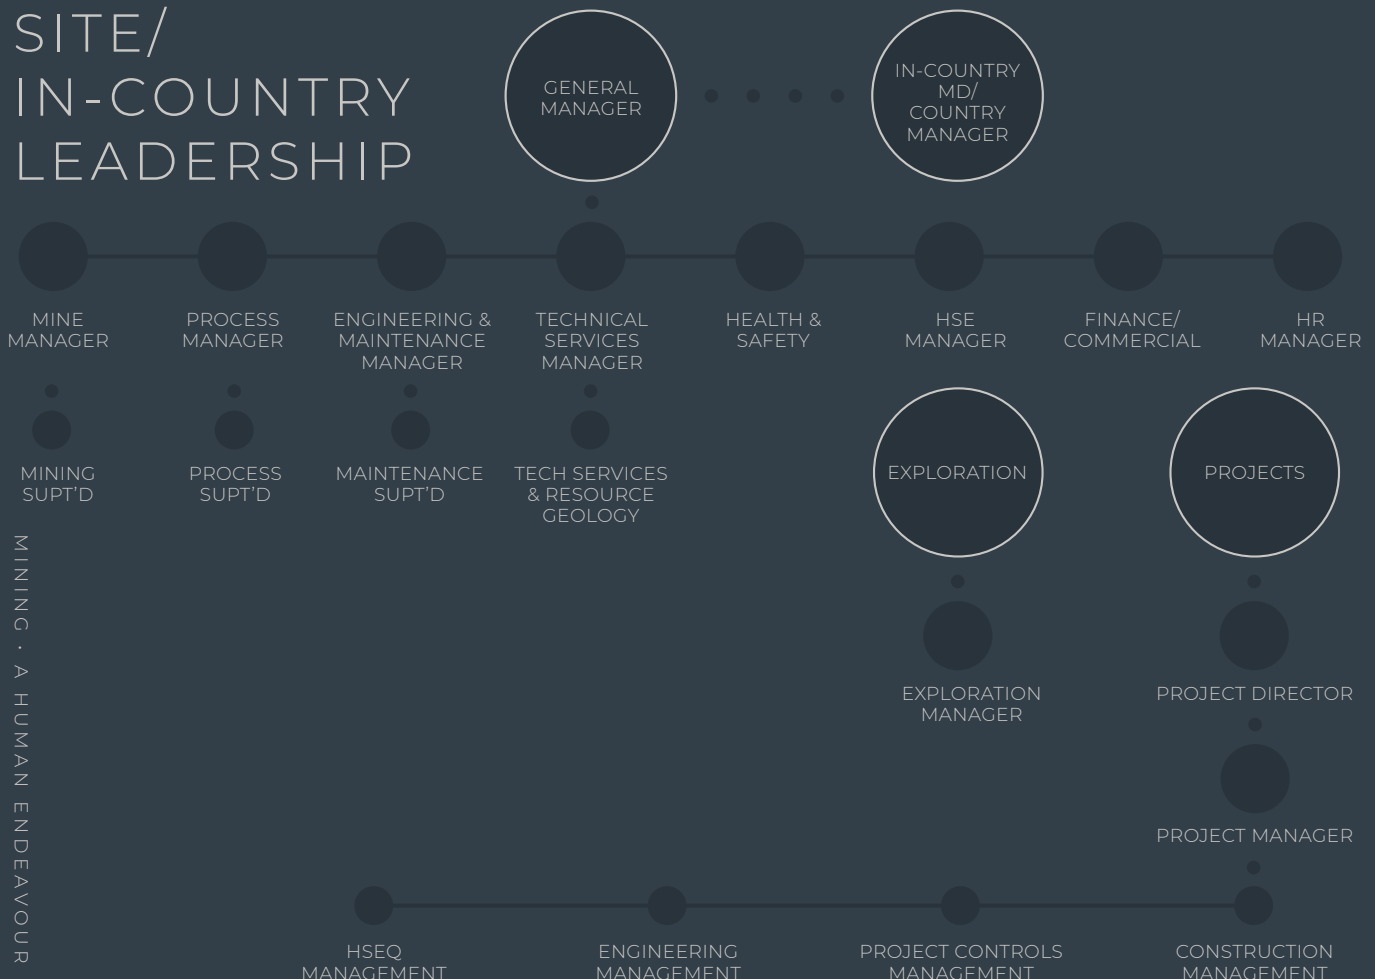 SITE/
IN-COUNTRY
LEADERSHIP
GENERAL
MANAGER
IN-COUNTRY
MD/
COUNTRY
MANAGER
MINE
MANAGER
PROCESS
MANAGER
ENGINEERING &
MAINTENANCE
MANAGER
TECHNICAL
SERVICES
MANAGER
HEALTH &
SAFETY
HSE
MANAGER
FINANCE/
COMMERCIAL
HR
MANAGER
MINING
SUPT’D
PROCESS
SUPT’D
MAINTENANCE
SUPT’D
TECH SERVICES
& RESOURCE
GEOLOGY
EXPLORATION
PROJECTS
EXPLORATION
MANAGER
PROJECT DIRECTOR
PROJECT MANAGER
HSEQ
MANAGEMENT
ENGINEERING
MANAGEMENT
PROJECT CONTROLS
MANAGEMENT
CONSTRUCTION
MANAGEMENT
MINING · A HUMAN ENDEAVOUR